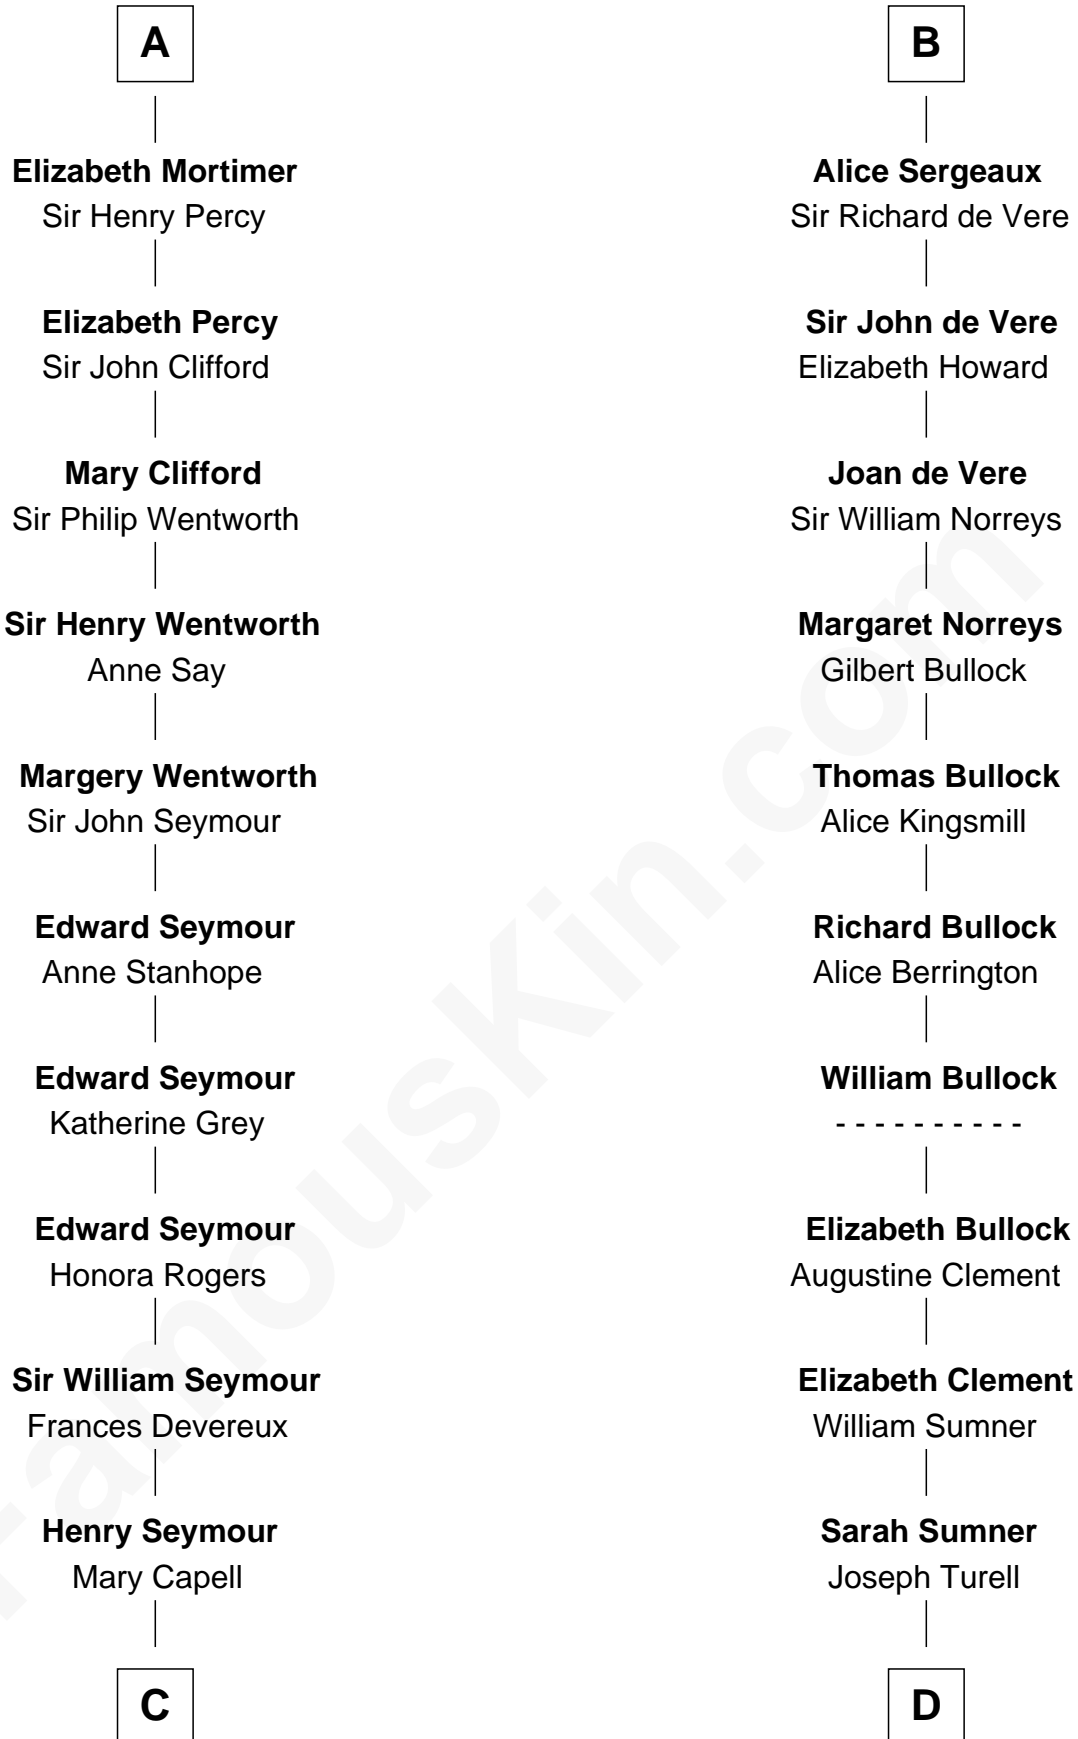 A
Elizabeth Mortimer
Sir Henry Percy
Elizabeth Percy
Sir John Clifford
Mary Clifford
Sir Philip Wentworth
Sir Henry Wentworth
Anne Say
Margery Wentworth
Sir John Seymour
Edward Seymour
Anne Stanhope
Edward Seymour
Katherine Grey
Edward Seymour
Honora Rogers
Sir William Seymour
Frances Devereux
Henry Seymour
Mary Capell
C
B
Alice Sergeaux
Sir Richard de Vere
Sir John de Vere
Elizabeth Howard
Joan de Vere
Sir William Norreys
Margaret Norreys
Gilbert Bullock
Thomas Bullock
Alice Kingsmill
Richard Bullock
Alice Berrington
William Bullock
- - - - - - - - - -
Elizabeth Bullock
Augustine Clement
Elizabeth Clement
William Sumner
Sarah Sumner
Joseph Turell
D
FamousKin.com